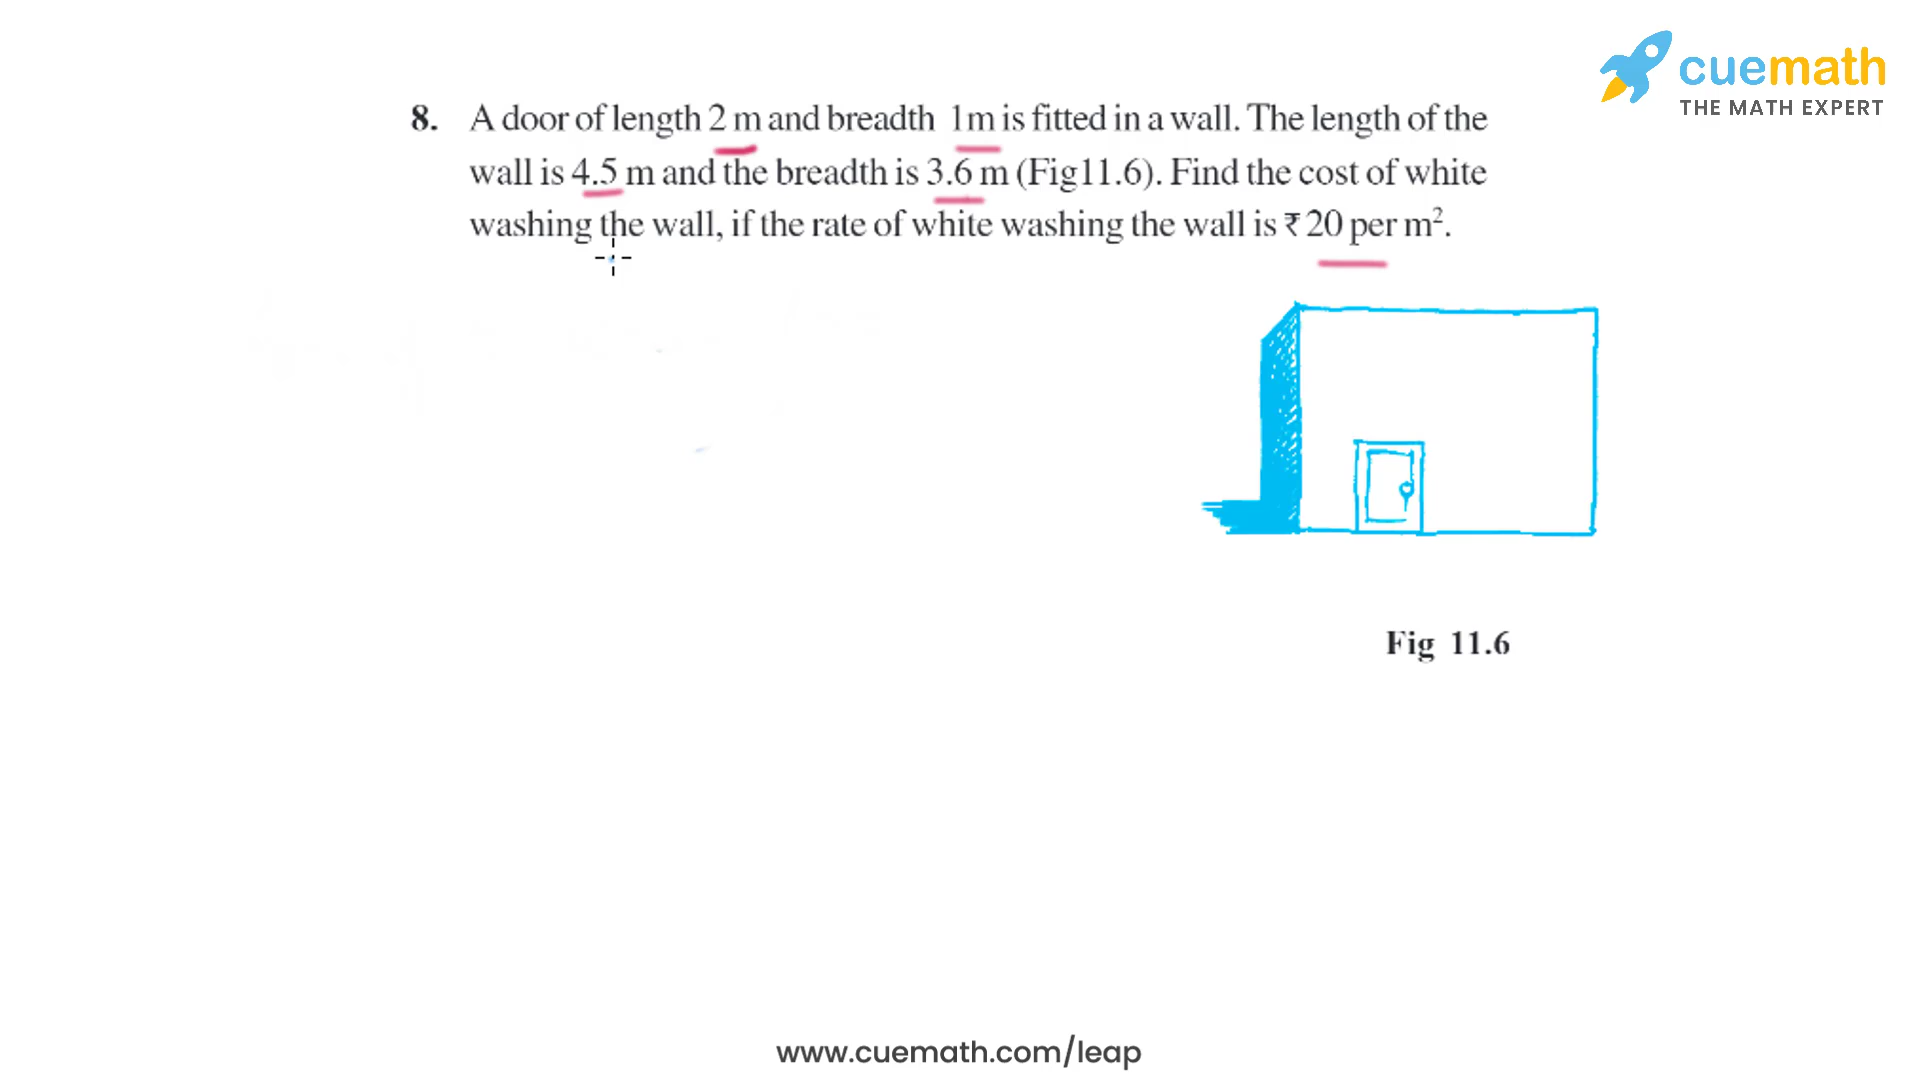 cuemath
THE MATH EXPERT
8. A door of length 2 m and breadth 1m is fitted in a wall. The length of the
wall is 4.5 m and the breadth is 3.6 m (Fig11.6). Find the cost of white
washing the wall, if the rate of white washing the wall is ₹ 20 per m².
Fig 11.6
www.cuemath.com/leap